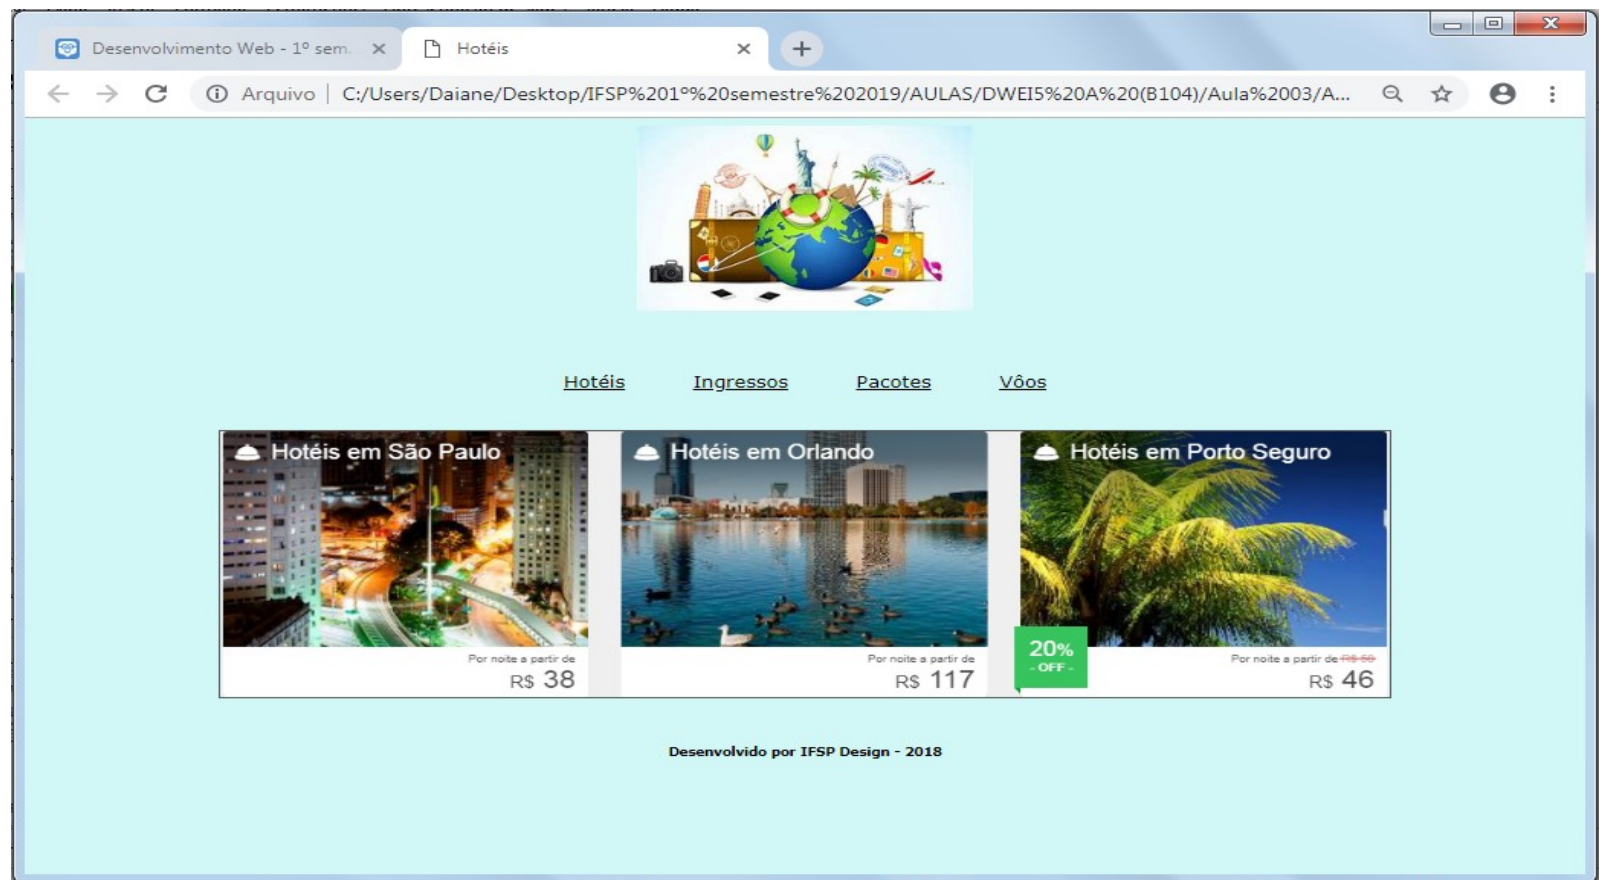 Desenvolvimento Web - 1º sem.
Hotéis
Arquivo | C:/Users/Daiane/Desktop/IFSP%201º%20semestre%202019/AULAS/DWEI5%20A%20(B104)/Aula%2003/A...
Hotéis Ingressos Pacotes Vôos
Hotéis em São Paulo
Por noite a partir de
R$ 38
Hotéis em Orlando
Por noite a partir de
R$ 117
Hotéis em Porto Seguro
20%
- OFF -
Por noite a partir de R$ 58
R$ 46
Desenvolvido por IFSP Design - 2018